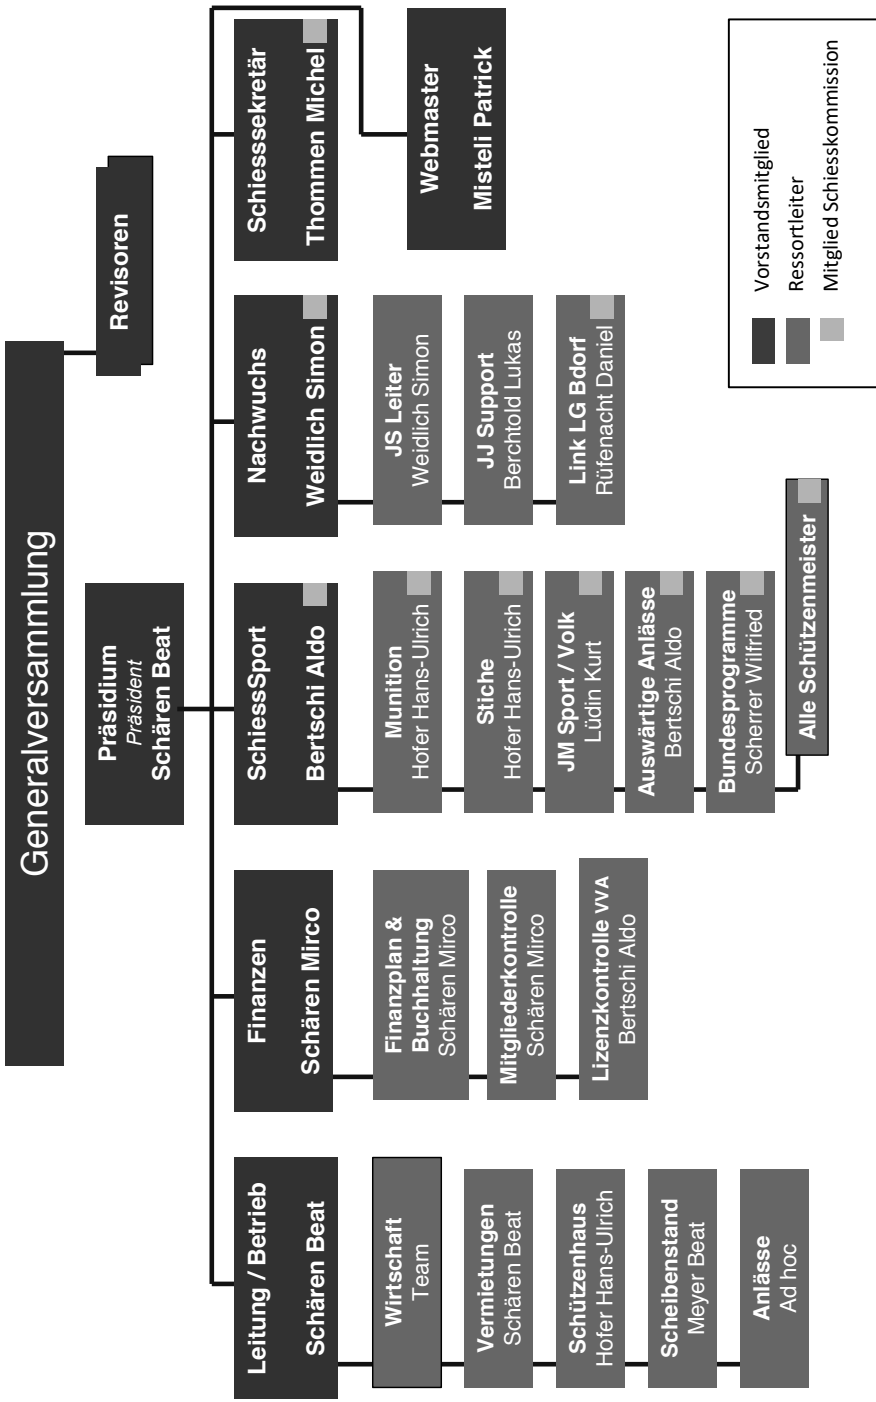 Generalversammlung
Revisoren
Präsidium
Präsident
Schären Beat
Leitung / Betrieb
Schären Beat
Wirtschaft
Team
Vermietungen
Schären Beat
Schützenhaus
Hofer Hans-Ulrich
Scheibenstand
Meyer Beat
Anlässe
Ad hoc
Finanzen
Schären Mirco
Finanzplan &
Buchhaltung
Schären Mirco
Mitgliederkontrolle
Schären Mirco
Lizenzkontrolle VVA
Bertschi Aldo
SchiessSport
Bertschi Aldo
Munition
Hofer Hans-Ulrich
Stiche
Hofer Hans-Ulrich
JM Sport / Volk
Lüdin Kurt
Auswärtige Anlässe
Bertschi Aldo
Bundesprogramme
Scherrer Wilfried
Alle Schützenmeister
Nachwuchs
Weidlich Simon
JS Leiter
Weidlich Simon
JJ Support
Berchtold Lukas
Link LG Bdorf
Rüfenacht Daniel
Schiesssekretär
Thommen Michel
Webmaster
Misteli Patrick
Vorstandsmitglied
Ressortleiter
Mitglied Schiesskommission